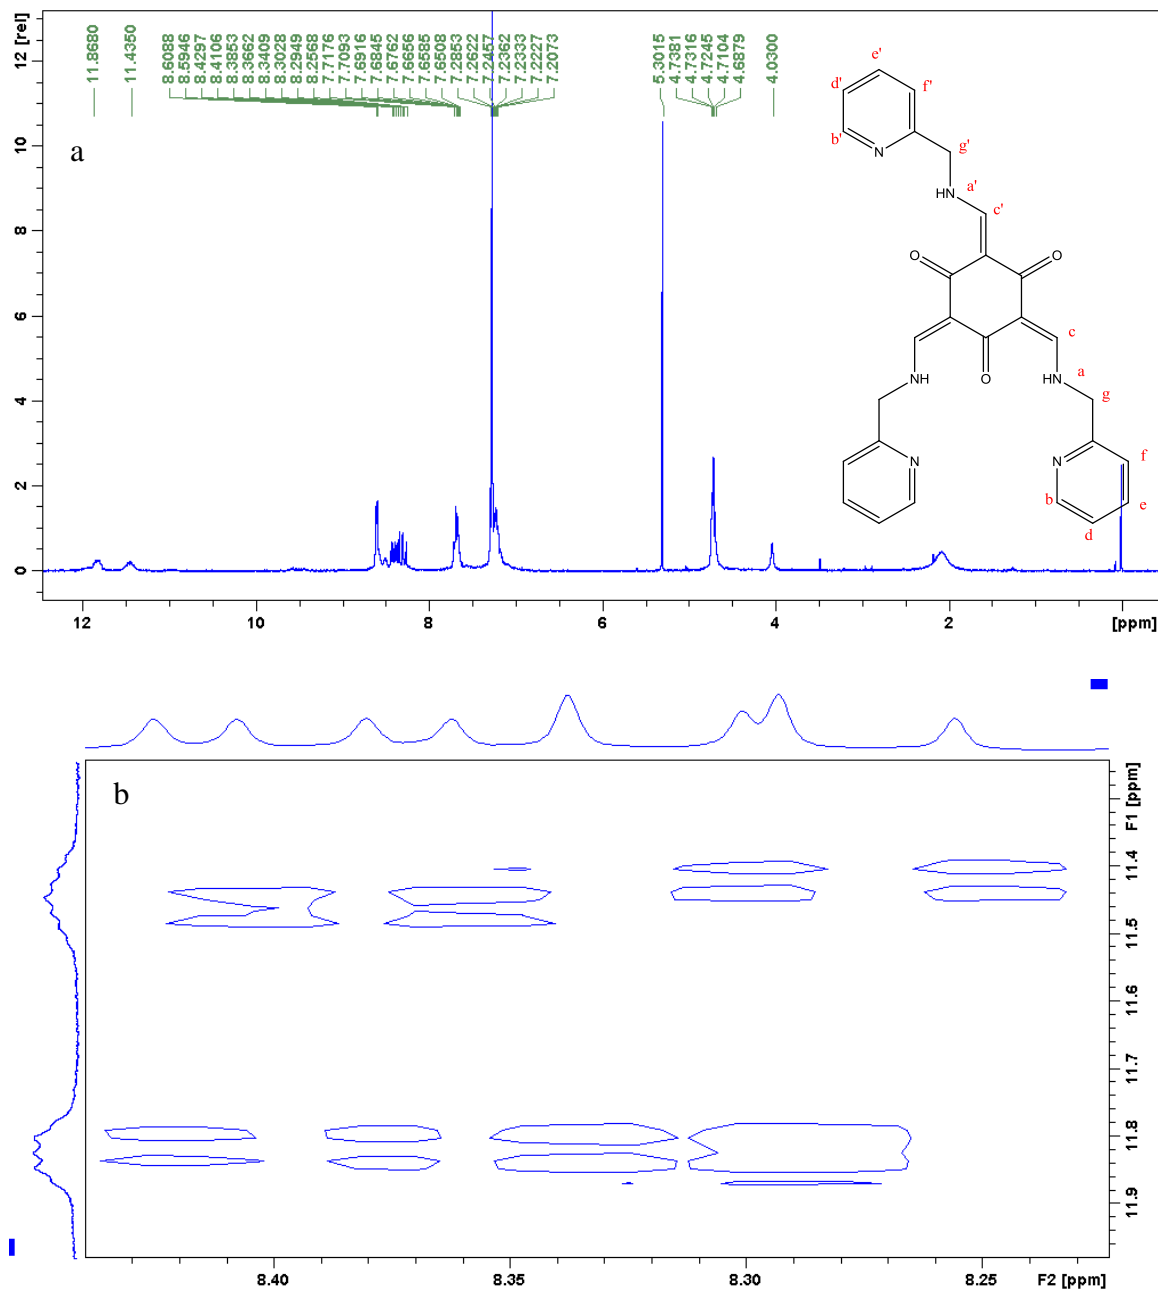 [rel]
12
10
8
6
4
2
0
11.8680
11.4350
8.6088
8.5946
8.4297
8.4106
8.3853
8.3662
8.3409
8.3028
8.2949
8.2568
7.7176
7.7093
7.6916
7.6845
7.6762
7.6656
7.6585
7.6508
7.2853
7.2622
7.2457
7.2362
7.2333
7.2227
7.2073
5.3015
4.7381
4.7316
4.7245
4.7104
4.6879
4.0300
a
e'
d'
f'
b'
N
g'
HN
a'
c'
O
O
c
NH
O
HN
a
g
N
N
f
b
e
d
12
10
8
6
4
2
[ppm]
b
F1 [ppm]
11.4
11.5
11.6
11.7
11.8
11.9
8.40
8.35
8.30
8.25
F2 [ppm]